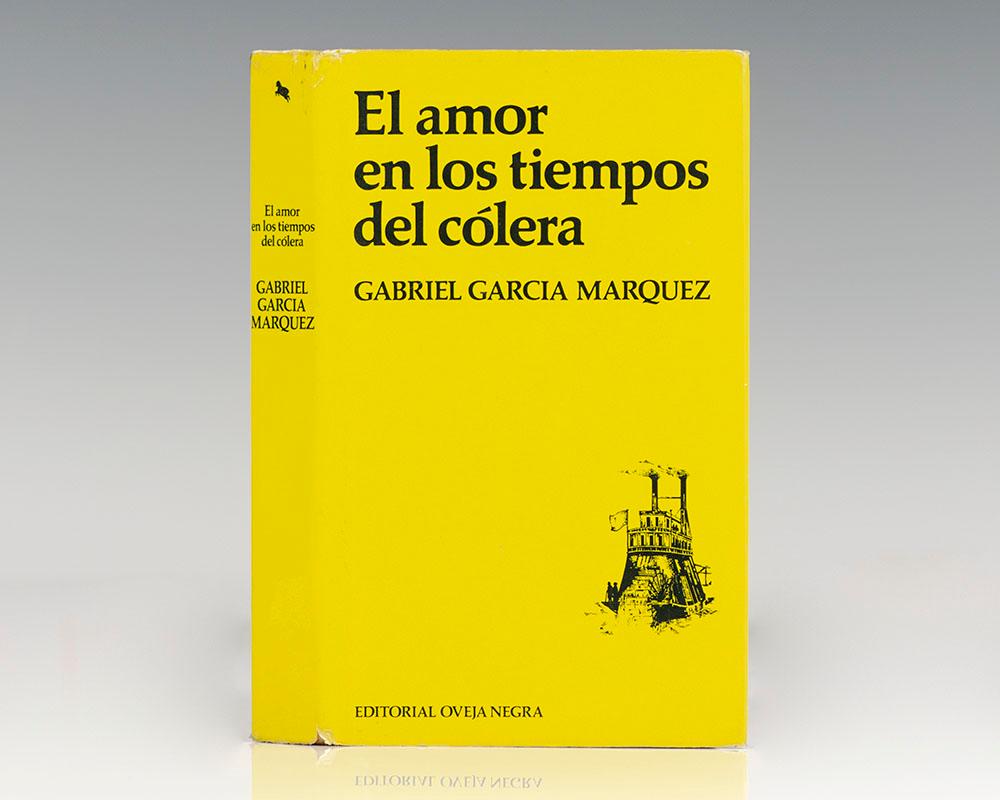 El amor
en los tiempos
del cólera
GABRIEL
GARCIA
MARQUEZ
El amor
en los tiempos
del cólera
GABRIEL GARCIA MARQUEZ
EDITORIAL OVEJA NEGRA